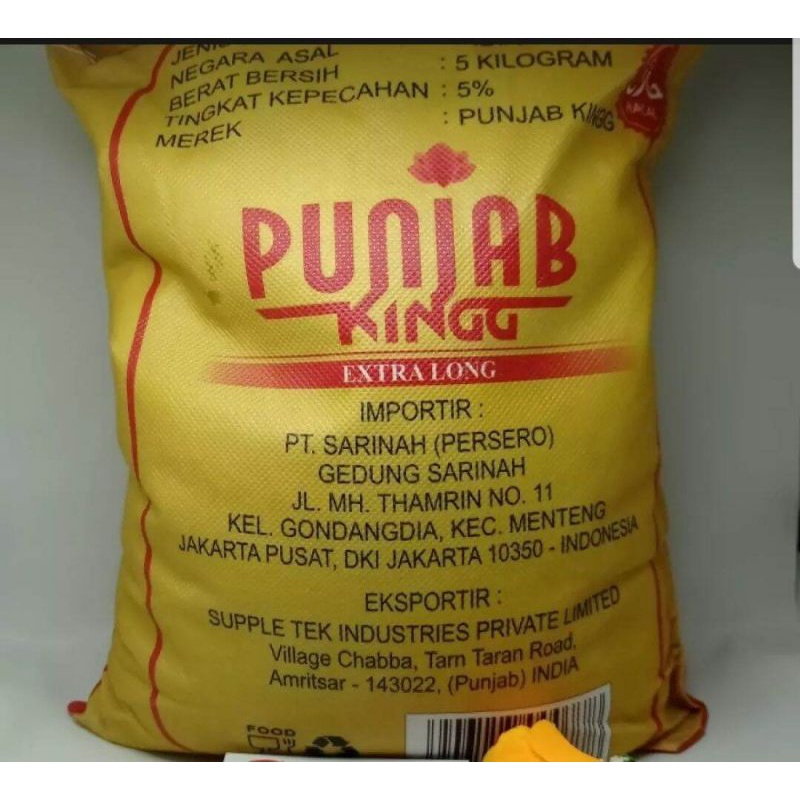 NEGARA ASAL
BERAT BERSIH : 5 KILOGRAM
TINGKAT KEPECAHAN : 5%
MEREK : PUNJAB KINGG
حلال
HALAL
PUNJAB
KINGG
EXTRA LONG
IMPORTIR :
PT. SARINAH (PERSERO)
GEDUNG SARINAH
JL. MH. THAMRIN NO. 11
KEL. GONDANGDIA, KEC. MENTENG
JAKARTA PUSAT, DKI JAKARTA 10350 - INDONESIA
EKSPORTIR :
SUPPLE TEK INDUSTRIES PRIVATE LIMITED
Village Chabba, Tarn Taran Road,
Amritsar - 143022, (Punjab) INDIA
FOOD